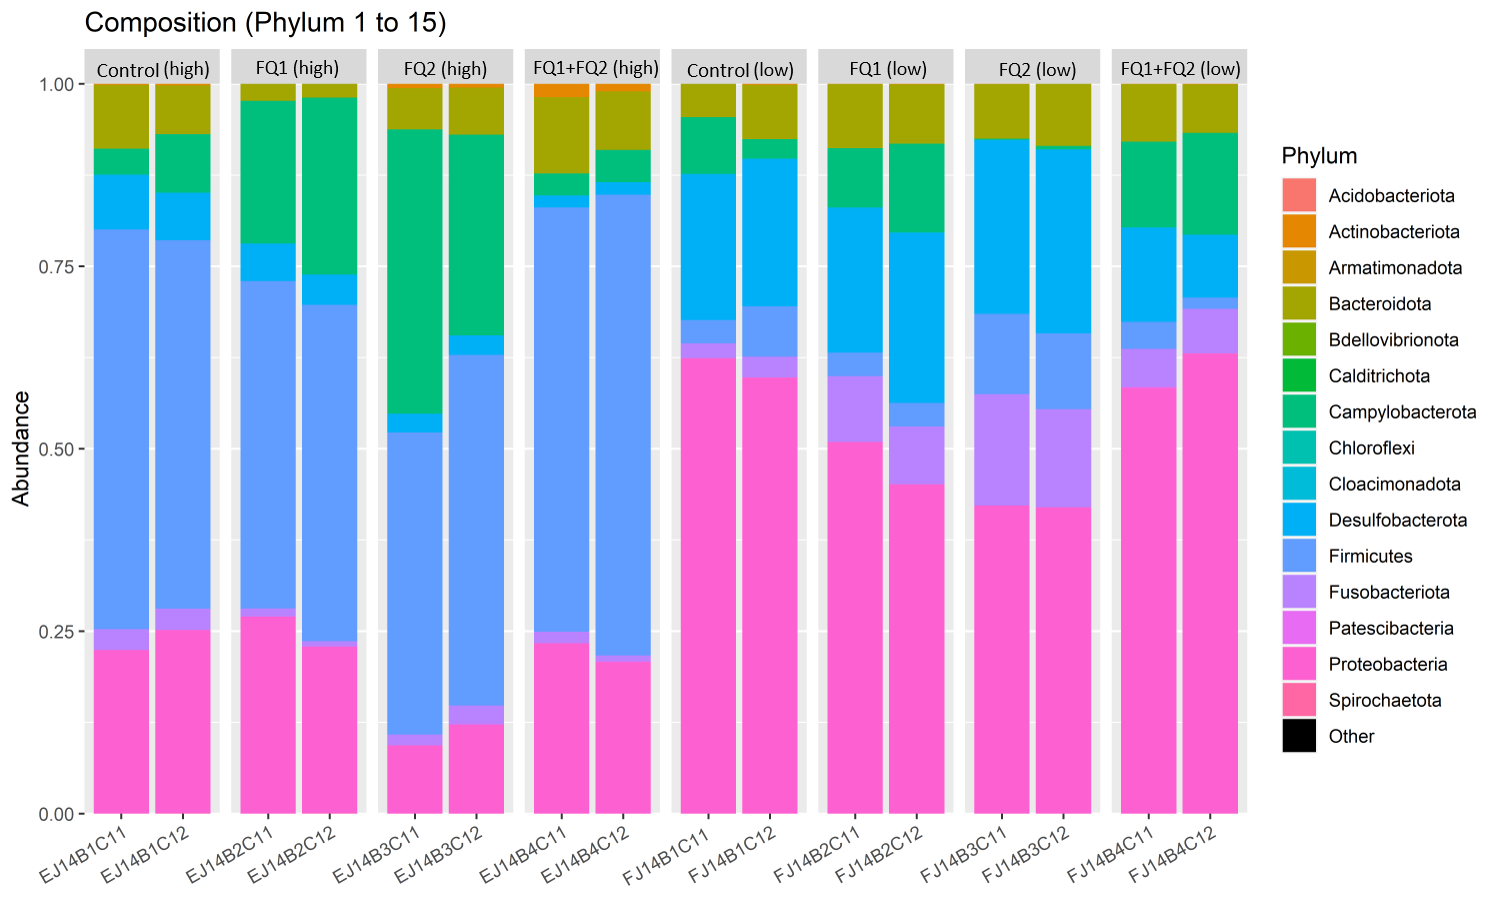 Composition (Phylum 1 to 15)
Control (high)
FQ1 (high)
FQ2 (high)
FQ1+FQ2 (high)
Control (low)
FQ1 (low)
FQ2 (low)
FQ1+FQ2 (low)
1.00
0.75
0.50
0.25
0.00
Abundance
EJ14B1C11
EJ14B1C12
EJ14B2C11
EJ14B2C12
EJ14B3C11
EJ14B3C12
EJ14B4C11
EJ14B4C12
FJ14B1C11
FJ14B1C12
FJ14B2C11
FJ14B2C12
FJ14B3C11
FJ14B3C12
FJ14B4C11
FJ14B4C12
Phylum
Acidobacteriota
Actinobacteriota
Armatimonadota
Bacteroidota
Bdellovibrionota
Calditrichota
Campylobacterota
Chloroflexi
Cloacimonadota
Desulfobacterota
Firmicutes
Fusobacteriota
Patescibacteria
Proteobacteria
Spirochaetota
Other